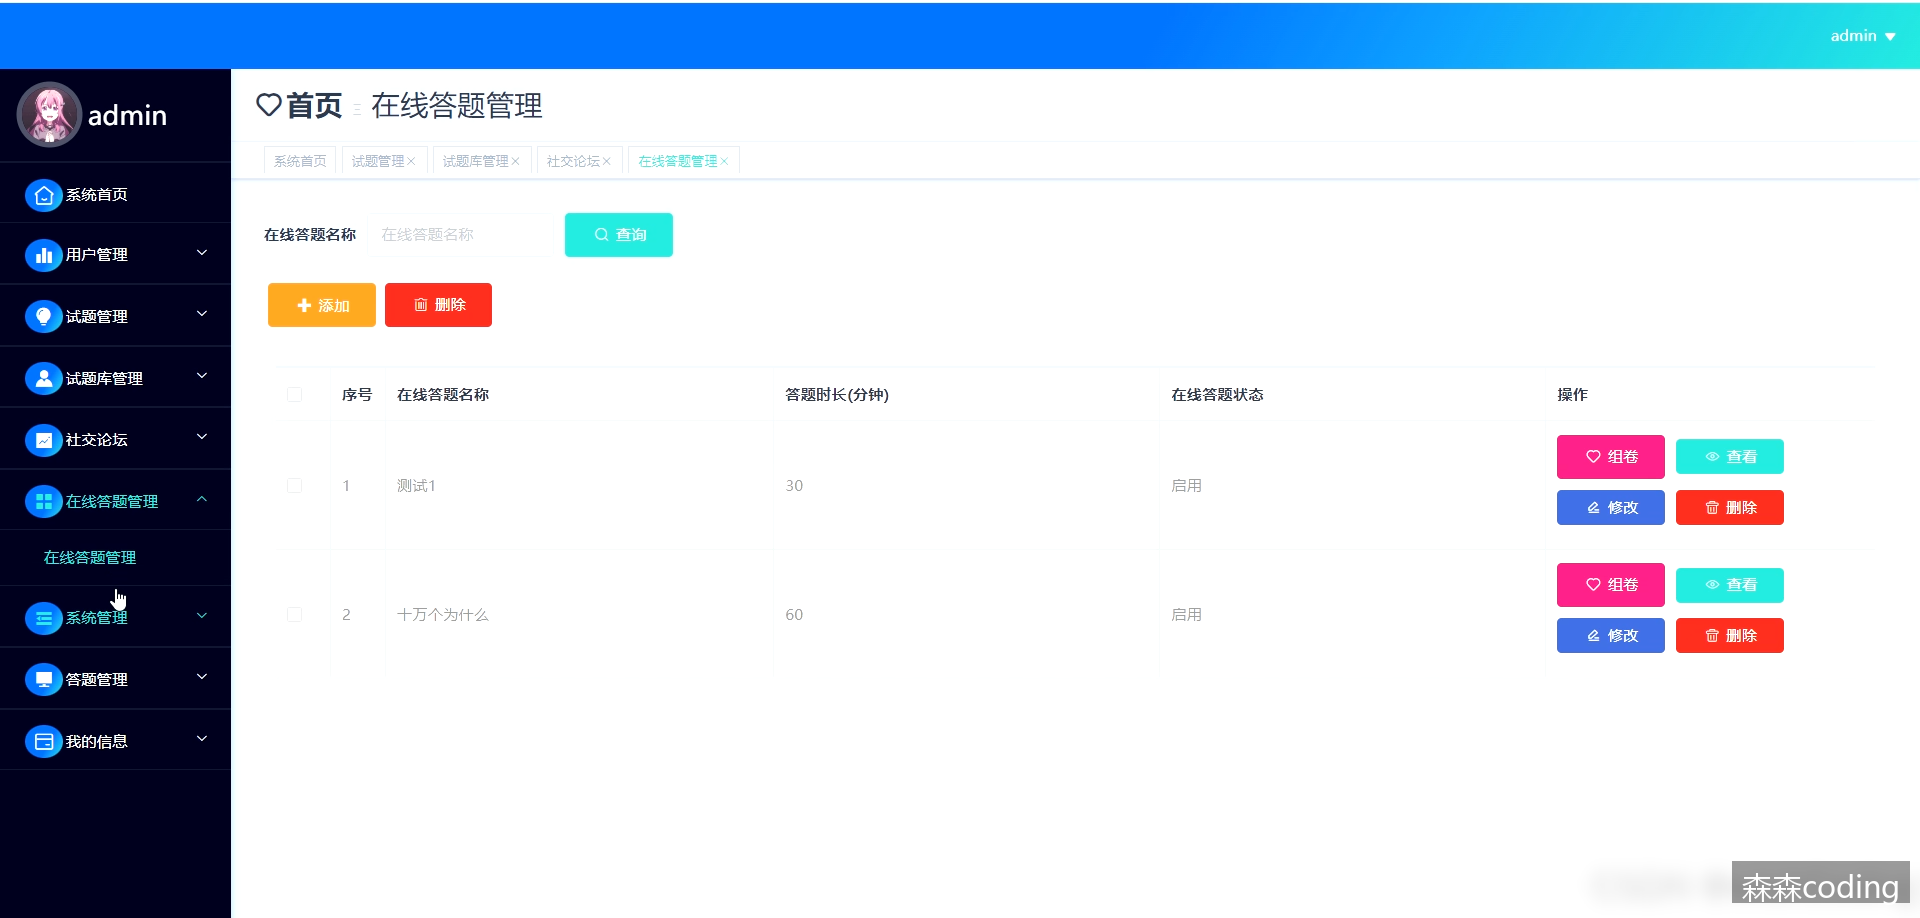 admin
admin
首页 在线答题管理
系统首页 试题管理 试题库管理 社交论坛 在线答题管理
系统首页
用户管理
试题管理
试题库管理
社交论坛
在线答题管理
在线答题管理
系统管理
答题管理
我的信息
在线答题名称 在线答题名称 查询
添加 删除
序号 在线答题名称 答题时长(分钟) 在线答题状态 操作
1 测试1 30 启用 组卷 查看
修改 删除
2 十万个为什么 60 启用 组卷 查看
修改 删除
森森coding